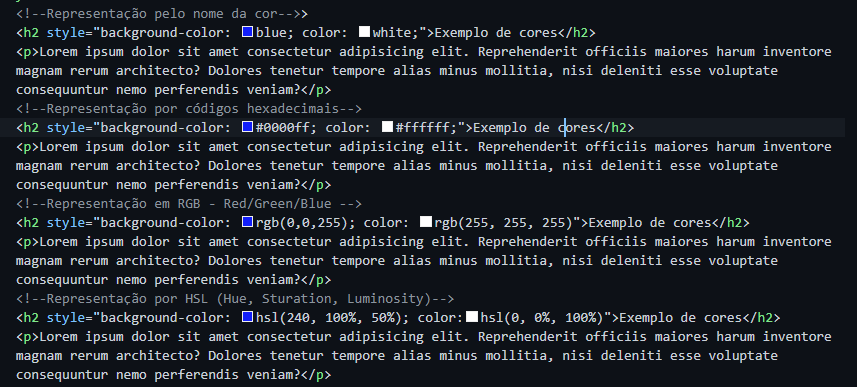 <!--Representação pelo nome da cor-->>
<h2 style="background-color: blue; color: white;">Exemplo de cores</h2>
<p>Lorem ipsum dolor sit amet consectetur adipisicing elit. Reprehenderit officiis maiores harum inventore
magnam rerum architecto? Dolores tenetur tempore alias minus mollitia, nisi deleniti esse voluptate
consequuntur nemo perferendis veniam?</p>
<!--Representação por códigos hexadecimais-->
<h2 style="background-color: #0000ff; color: #ffffff;">Exemplo de cores</h2>
<p>Lorem ipsum dolor sit amet consectetur adipisicing elit. Reprehenderit officiis maiores harum inventore
magnam rerum architecto? Dolores tenetur tempore alias minus mollitia, nisi deleniti esse voluptate
consequuntur nemo perferendis veniam?</p>
<!--Representação em RGB - Red/Green/Blue -->
<h2 style="background-color: rgb(0,0,255); color: rgb(255, 255, 255)">Exemplo de cores</h2>
<p>Lorem ipsum dolor sit amet consectetur adipisicing elit. Reprehenderit officiis maiores harum inventore
magnam rerum architecto? Dolores tenetur tempore alias minus mollitia, nisi deleniti esse voluptate
consequuntur nemo perferendis veniam?</p>
<!--Representação por HSL (Hue, Sturation, Luminosity)-->
<h2 style="background-color: hsl(240, 100%, 50%); color:hsl(0, 0%, 100%)">Exemplo de cores</h2>
<p>Lorem ipsum dolor sit amet consectetur adipisicing elit. Reprehenderit officiis maiores harum inventore
magnam rerum architecto? Dolores tenetur tempore alias minus mollitia, nisi deleniti esse voluptate
consequuntur nemo perferendis veniam?</p>